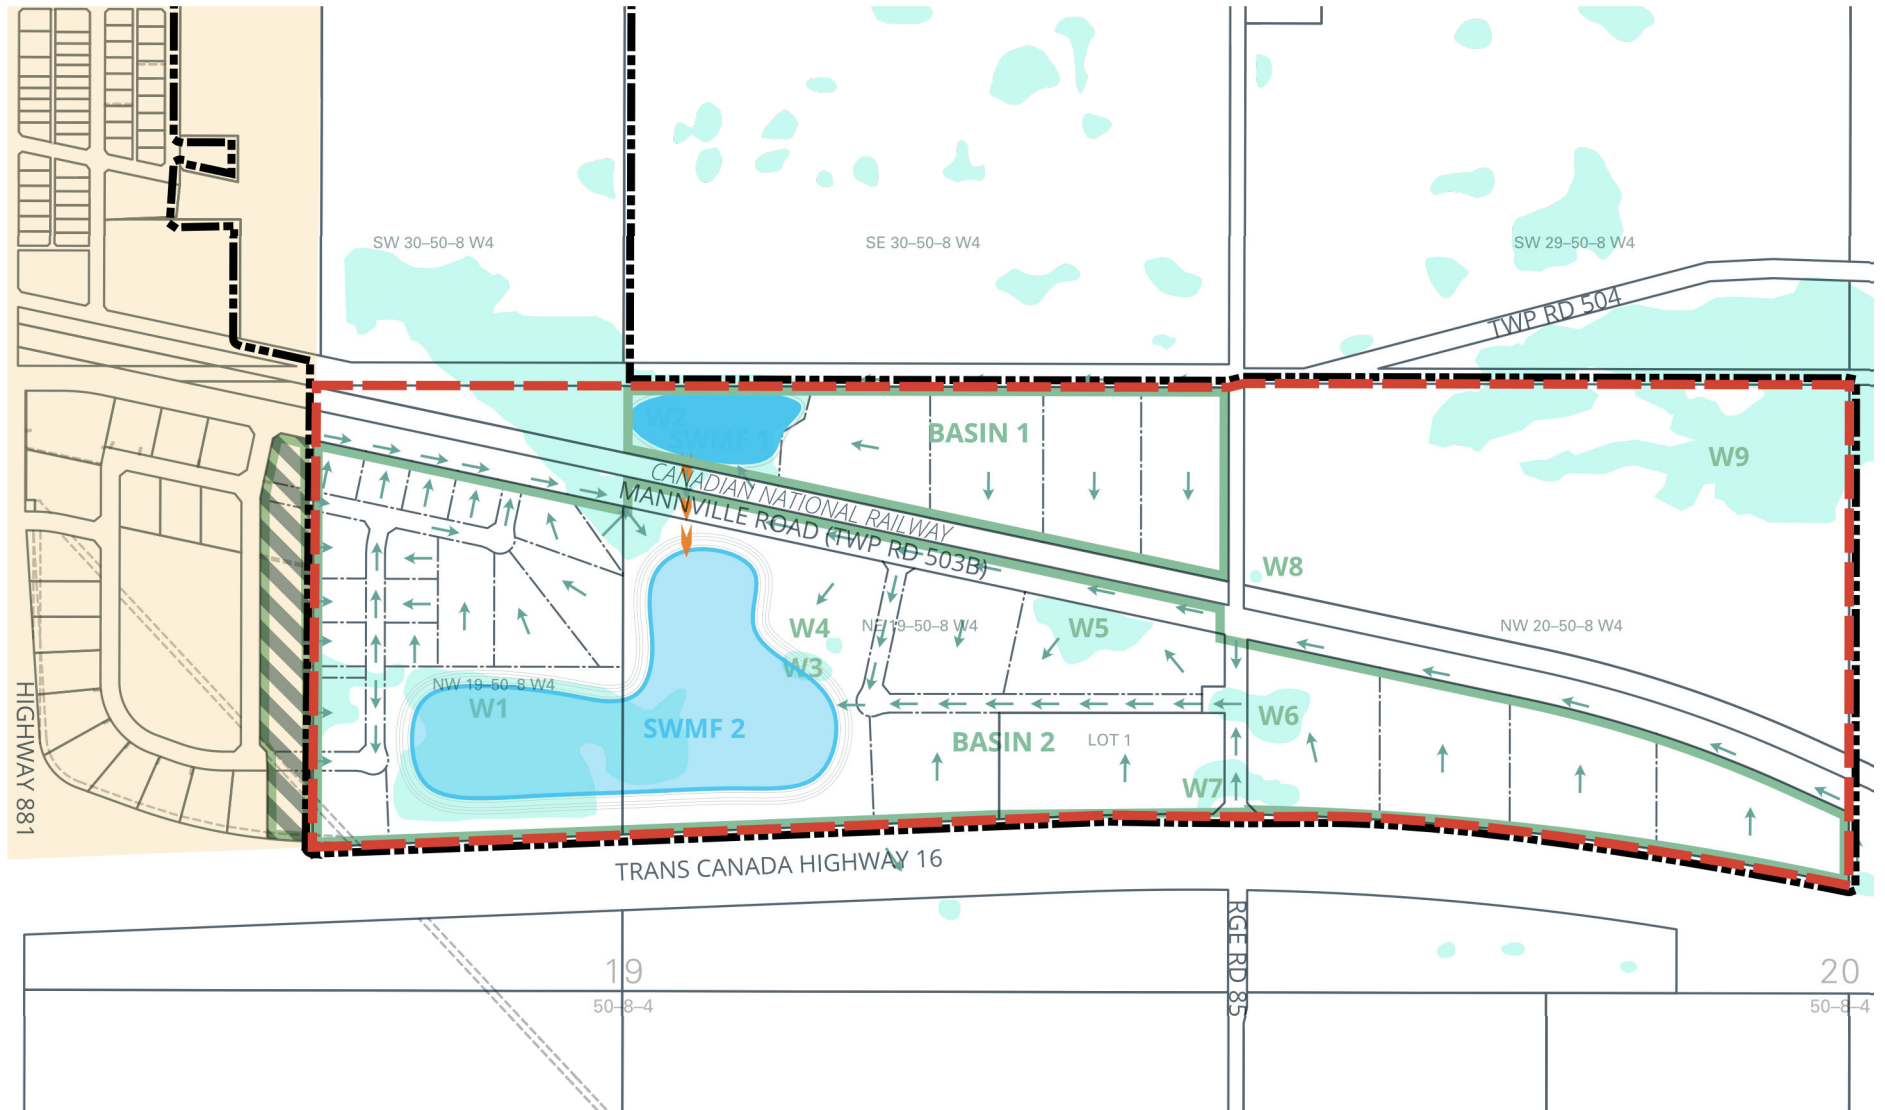 SW 30–50–8 W4
SE 30–50–8 W4
SW 29–50–8 W4
TWP RD 504
W2
SWMF 1
BASIN 1
W9
CANADIAN NATIONAL RAILWAY
MANNVILLE ROAD (TWP RD 503B)
W8
W4
NE 19–50–8 W4
W5
NW 20–50–8 W4
W3
NW 19–50–8 W4
W1
SWMF 2
W6
BASIN 2
LOT 1
W7
HIGHWAY 881
TRANS CANADA HIGHWAY 16
RGE RD 85
19
50–8–4
20
50–8–4